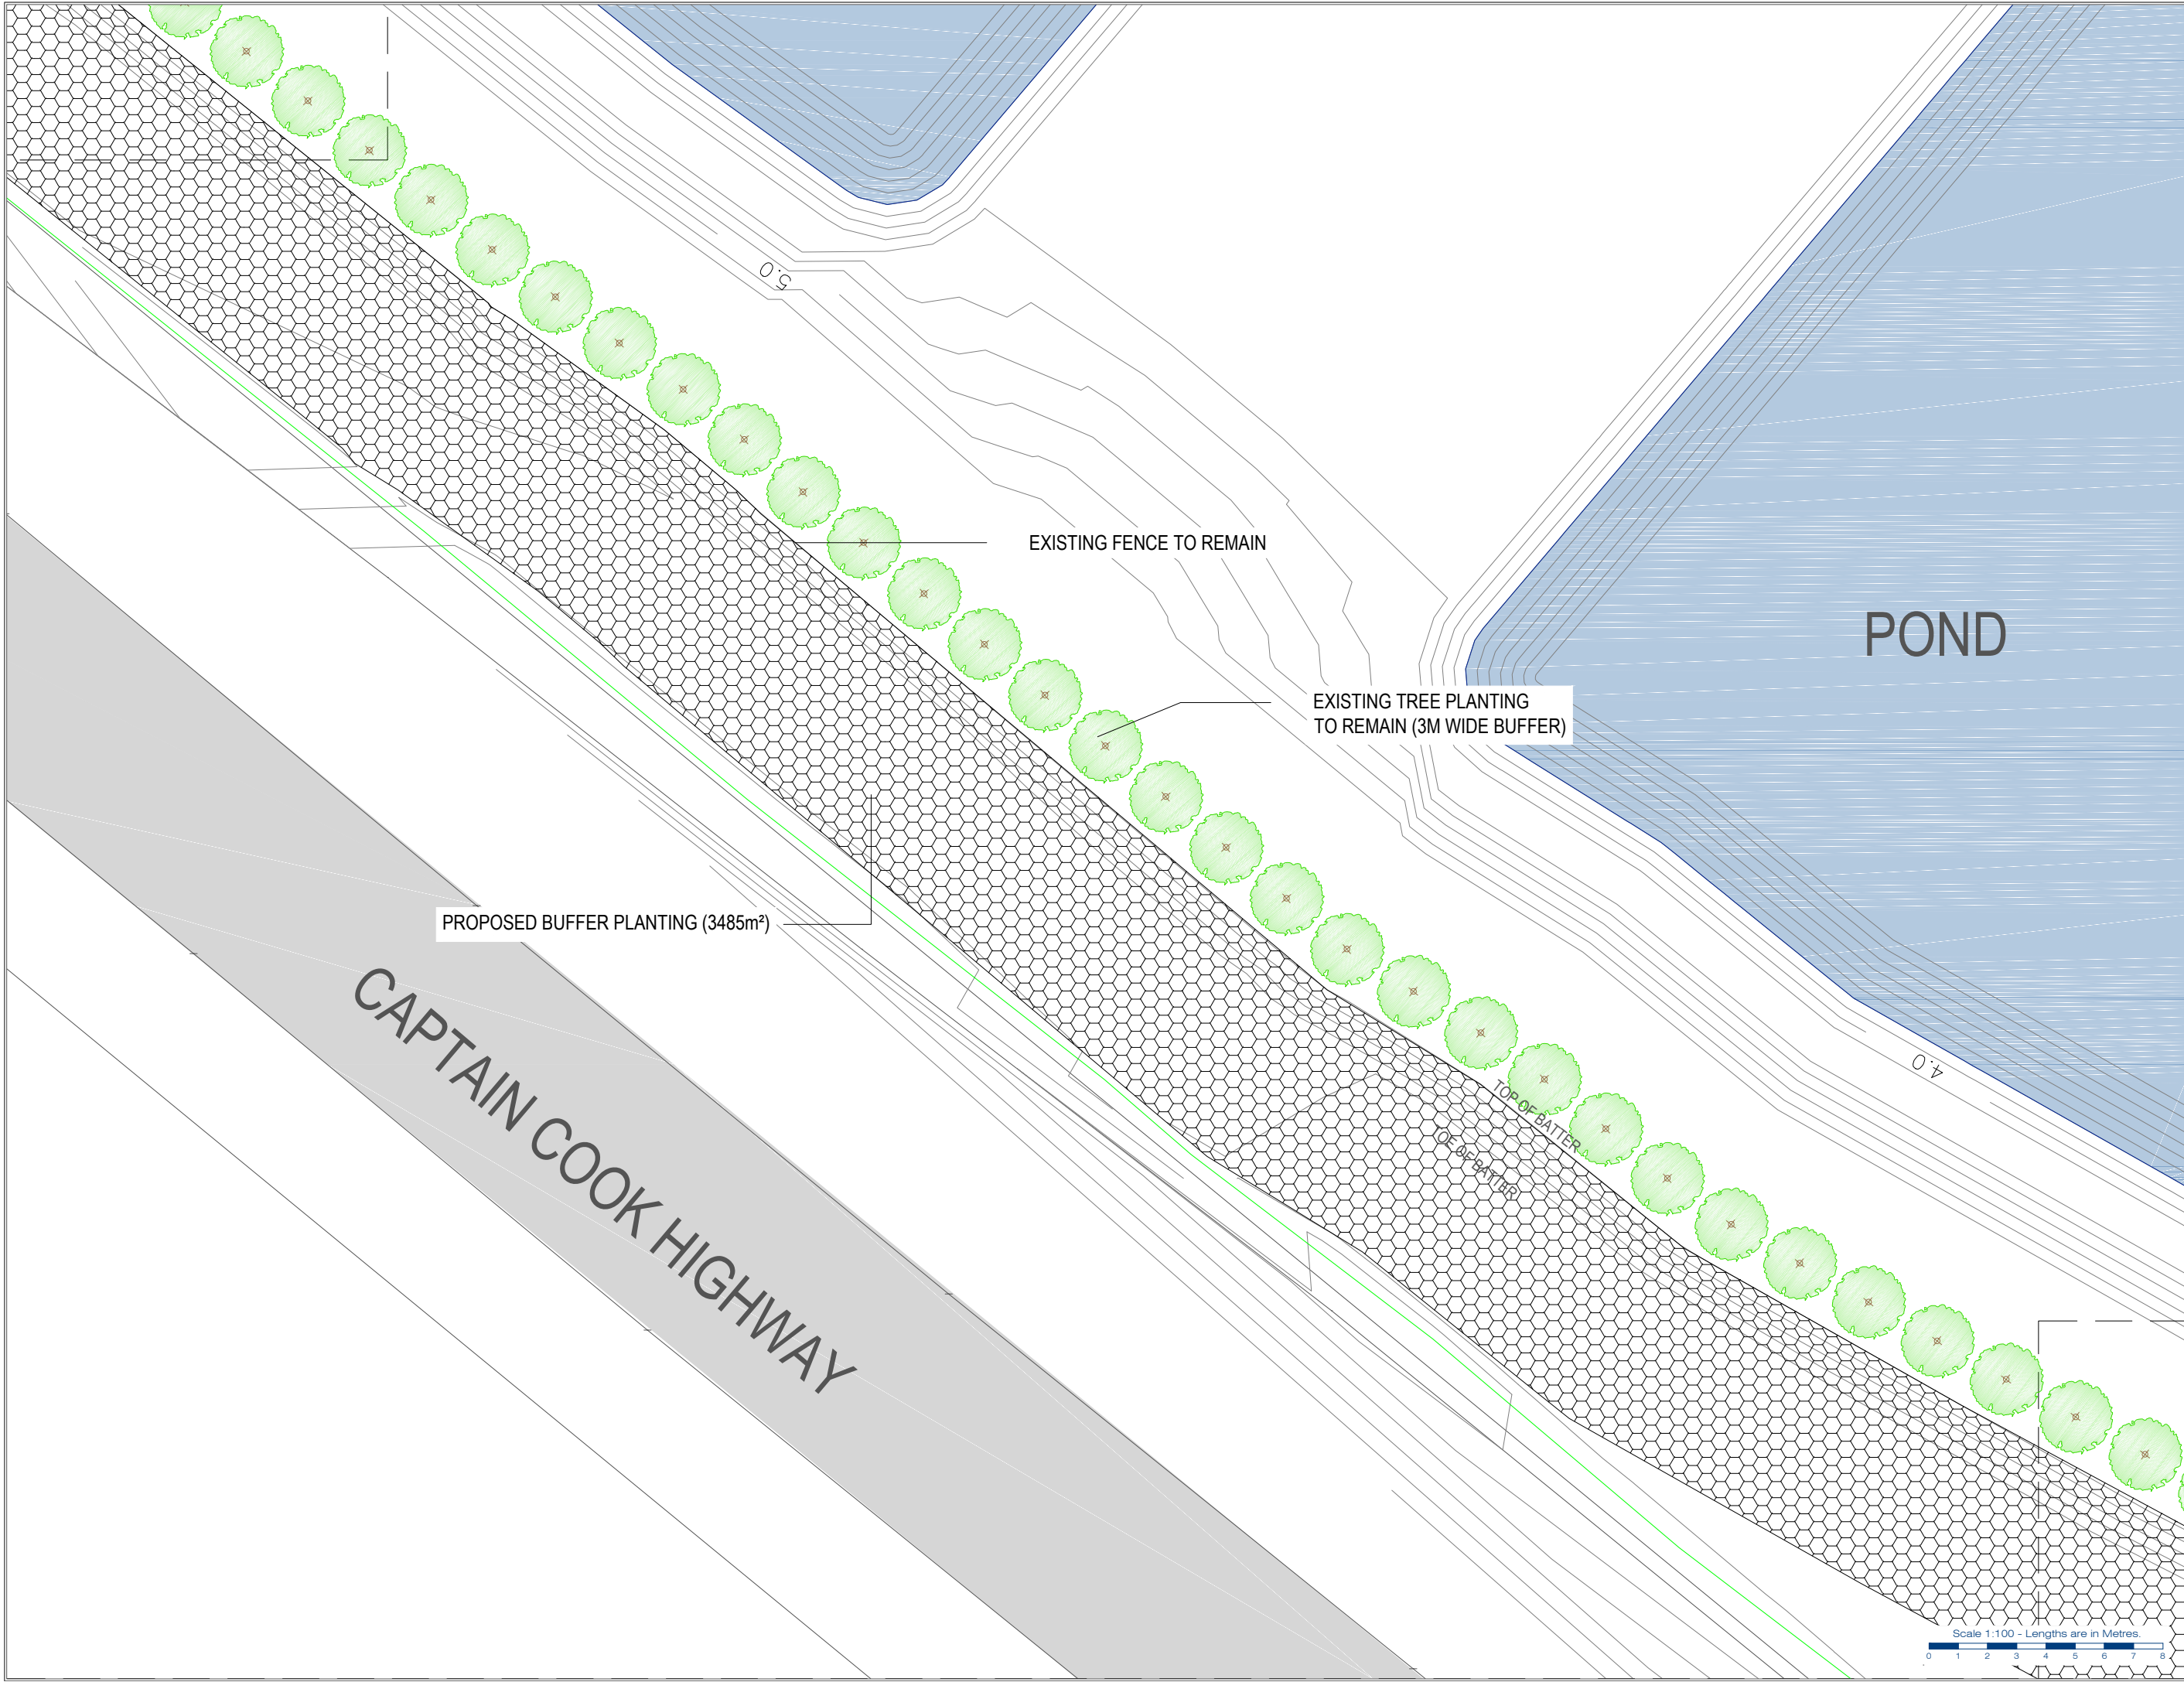 5.0
EXISTING FENCE TO REMAIN
POND
EXISTING TREE PLANTING
TO REMAIN (3M WIDE BUFFER)
PROPOSED BUFFER PLANTING (3485m²)
CAPTAIN COOK HIGHWAY
4.0
TOP OF BATTER
TOE OF BATTER
Scale 1:100 - Lengths are in Metres.
0 1 2 3 4 5 6 7 8